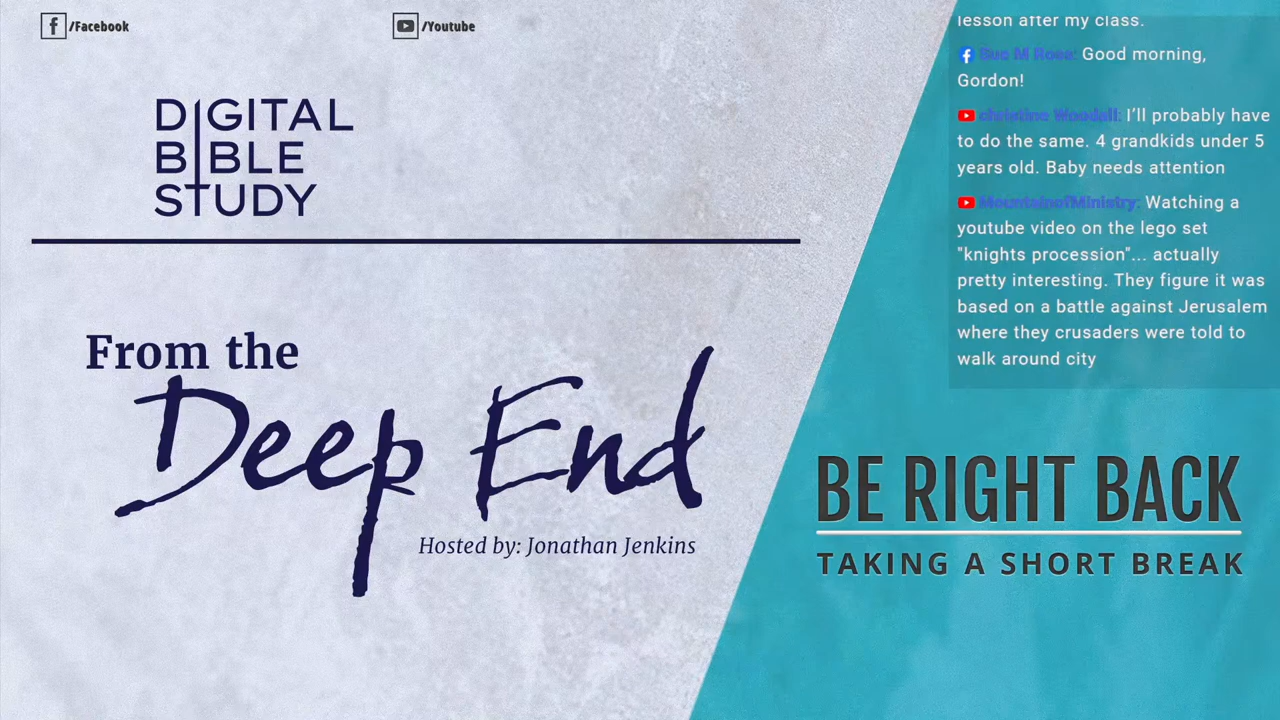 /Facebook
/Youtube
DIGITAL
BIBLE
STUDY
From the
Deep End
Hosted by: Jonathan Jenkins
lesson after my class.
Good morning,
Gordon!
christine Woodall: I'll probably have
to do the same. 4 grandkids under 5
years old. Baby needs attention
MountainofMinistry: Watching a
youtube video on the lego set
"knights procession"... actually
pretty interesting. They figure it was
based on a battle against Jerusalem
where they crusaders were told to
walk around city
BE RIGHT BACK
TAKING A SHORT BREAK